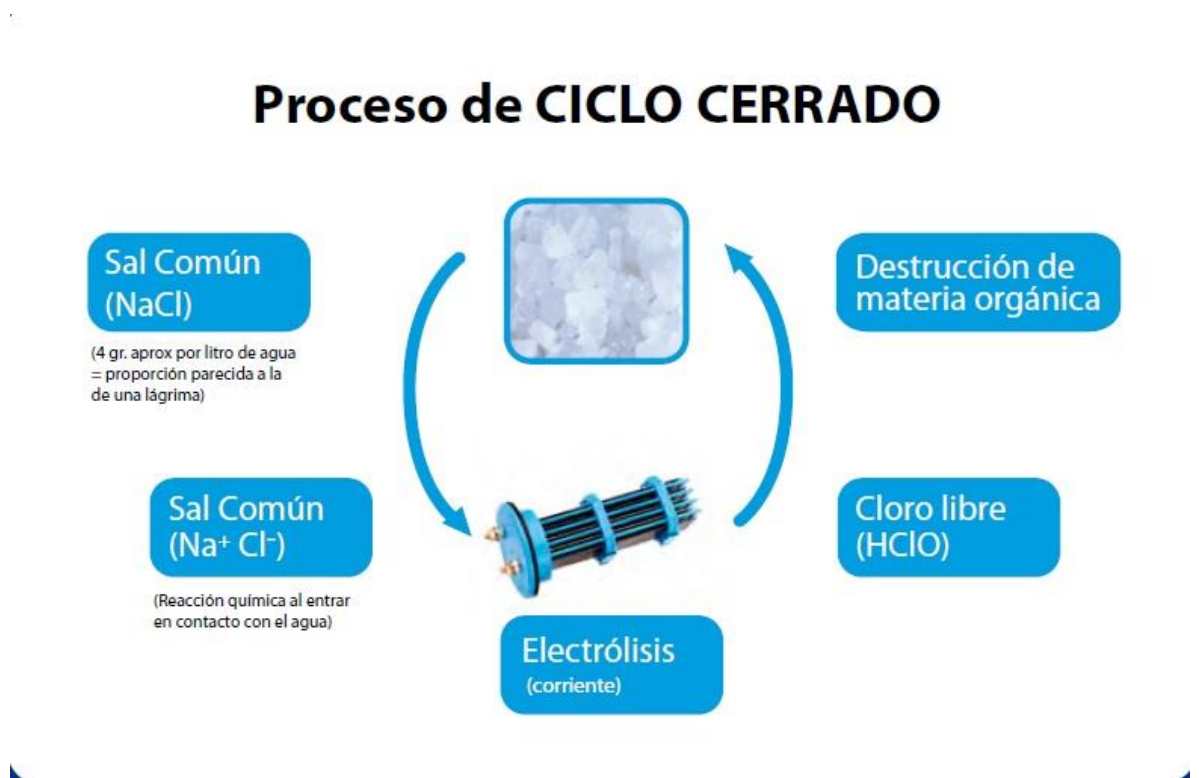 Proceso de CICLO CERRADO
Sal Común
(NaCl)
(4 gr. aprox por litro de agua
= proporción parecida a la
de una lágrima)
Sal Común
(Na⁺ Cl⁻)
(Reacción química al entrar
en contacto con el agua)
Electrólisis
(corriente)
Cloro libre
(HClO)
Destrucción de
materia orgánica